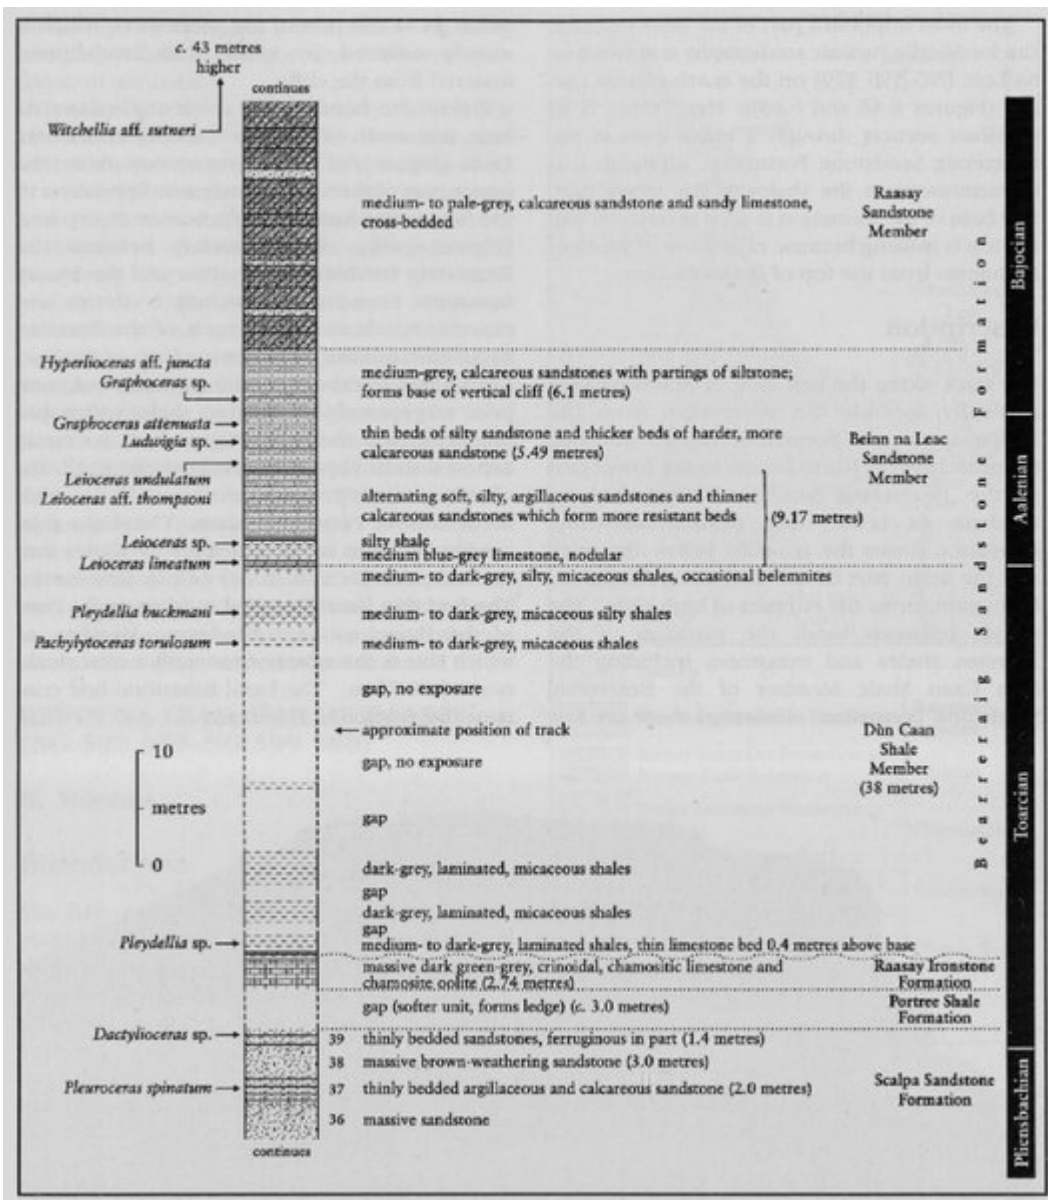 c. 43 metres
higher
continues
Witchellia aff. sutneri
medium- to pale-grey, calcareous sandstone and sandy limestone,
cross-bedded
Raasay
Sandstone
Member
Hyperlioceras aff. juncta
Graphoceras sp.
medium-grey, calcareous sandstones with partings of siltstone;
forms base of vertical cliff (6.1 metres)
Graphoceras attenuata
Ludwigia sp.
thin beds of silty sandstone and thicker beds of harder, more
calcareous sandstone (5.49 metres)
Beinn na Leac
Sandstone
Member
Leioceras undulatum
Leioceras aff. thompsoni
alternating soft, silty, argillaceous sandstones and thinner
calcareous sandstones which form more resistant beds
(9.17 metres)
Leioceras sp.
silty shale
Leioceras lineatum
medium blue-grey limestone, nodular
medium- to dark-grey, silty, micaceous shales, occasional belemnites
Pleydellia buckmani
medium- to dark-grey, micaceous silty shales
Pachylytoceras torulosum
medium- to dark-grey, micaceous shales
gap, no exposure
approximate position of track
gap, no exposure
Dùn Caan
Shale
Member
(38 metres)
10
metres
0
gap
dark-grey, laminated, micaceous shales
gap
dark-grey, laminated, micaceous shales
gap
Pleydellia sp.
medium- to dark-grey, laminated shales, thin limestone bed 0.4 metres above base
massive dark green-grey, crinoidal, chamositic limestone and
chamosite oolite (2.74 metres)
Raasay Ironstone
Formation
gap (softer unit, forms ledge) (c. 3.0 metres)
Portree Shale
Formation
Dactylioceras sp.
39 thinly bedded sandstones, ferruginous in part (1.4 metres)
38 massive brown-weathering sandstone (3.0 metres)
Pleuroceras spinatum
37 thinly bedded argillaceous and calcareous sandstone (2.0 metres)
Scalpa Sandstone
Formation
36 massive sandstone
continues
Bearreraig Sandstone Formation
Bajocian
Aalenian
Toarcian
Pliensbachian